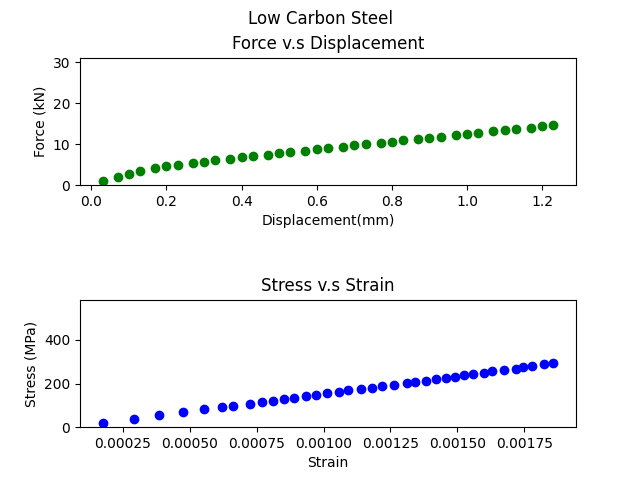 Low Carbon Steel
Force v.s Displacement
30
20
10
0
Force (kN)
0.0 0.2 0.4 0.6 0.8 1.0 1.2
Displacement(mm)
Stress v.s Strain
400
200
0
Stress (MPa)
0.00025 0.00050 0.00075 0.00100 0.00125 0.00150 0.00175
Strain